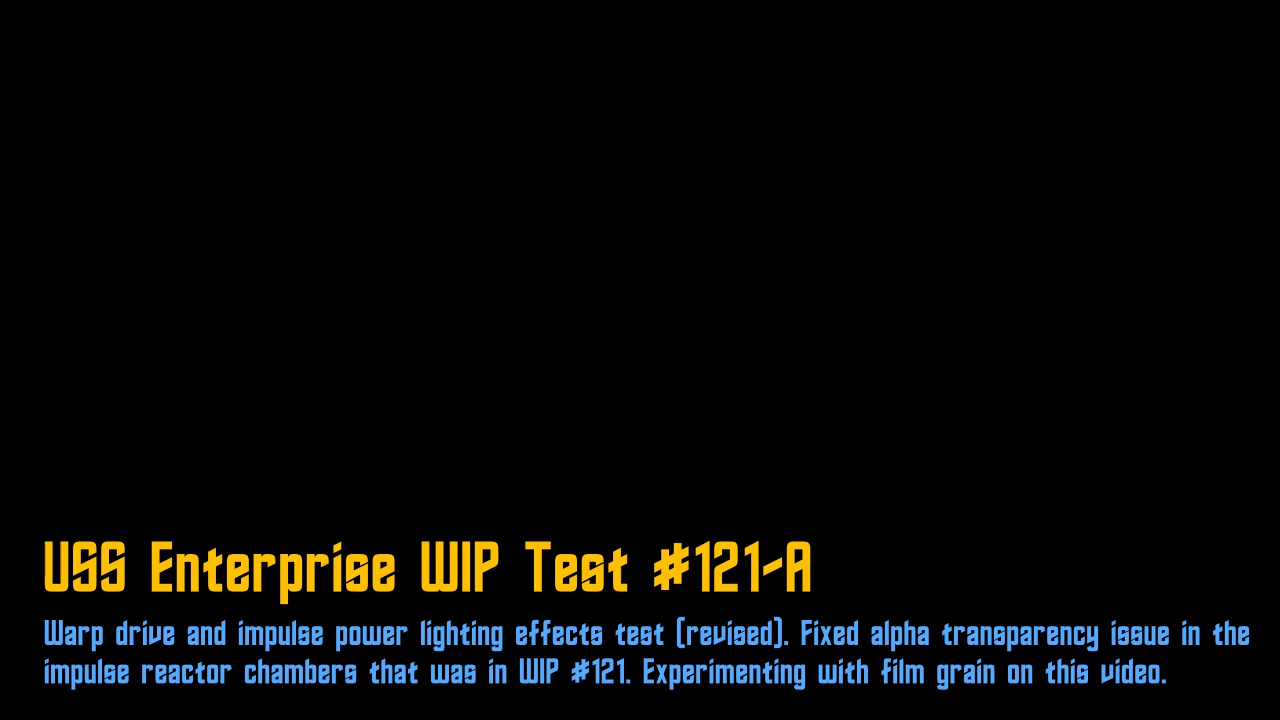 USS Enterprise WIP Test #121-A
Warp drive and impulse power lighting effects test (revised). Fixed alpha transparency issue in the
impulse reactor chambers that was in WIP #121. Experimenting with film grain on this video.